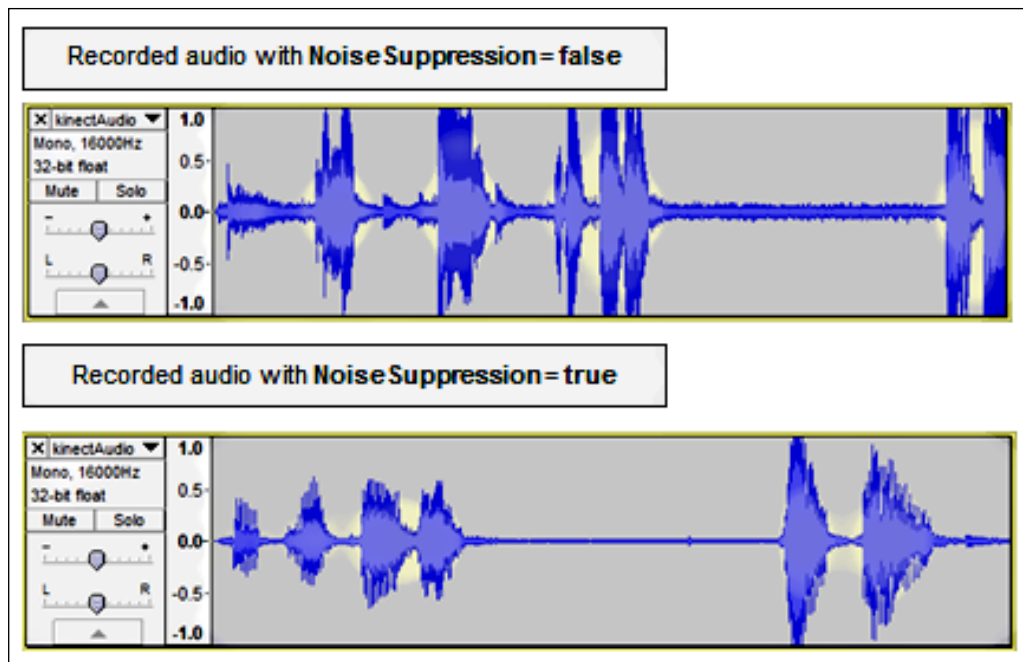 Recorded audio with NoiseSuppression= false
X kinectAudio ▼
Mono, 16000Hz
32-bit float
Mute Solo
- +
L R
1.0
0.5-
0.0-
-0.5-
-1.0
Recorded audio with NoiseSuppression= true
X kinectAudio ▼
Mono, 16000Hz
32-bit float
Mute Solo
- +
L R
1.0
0.5-
0.0-
-0.5-
-1.0